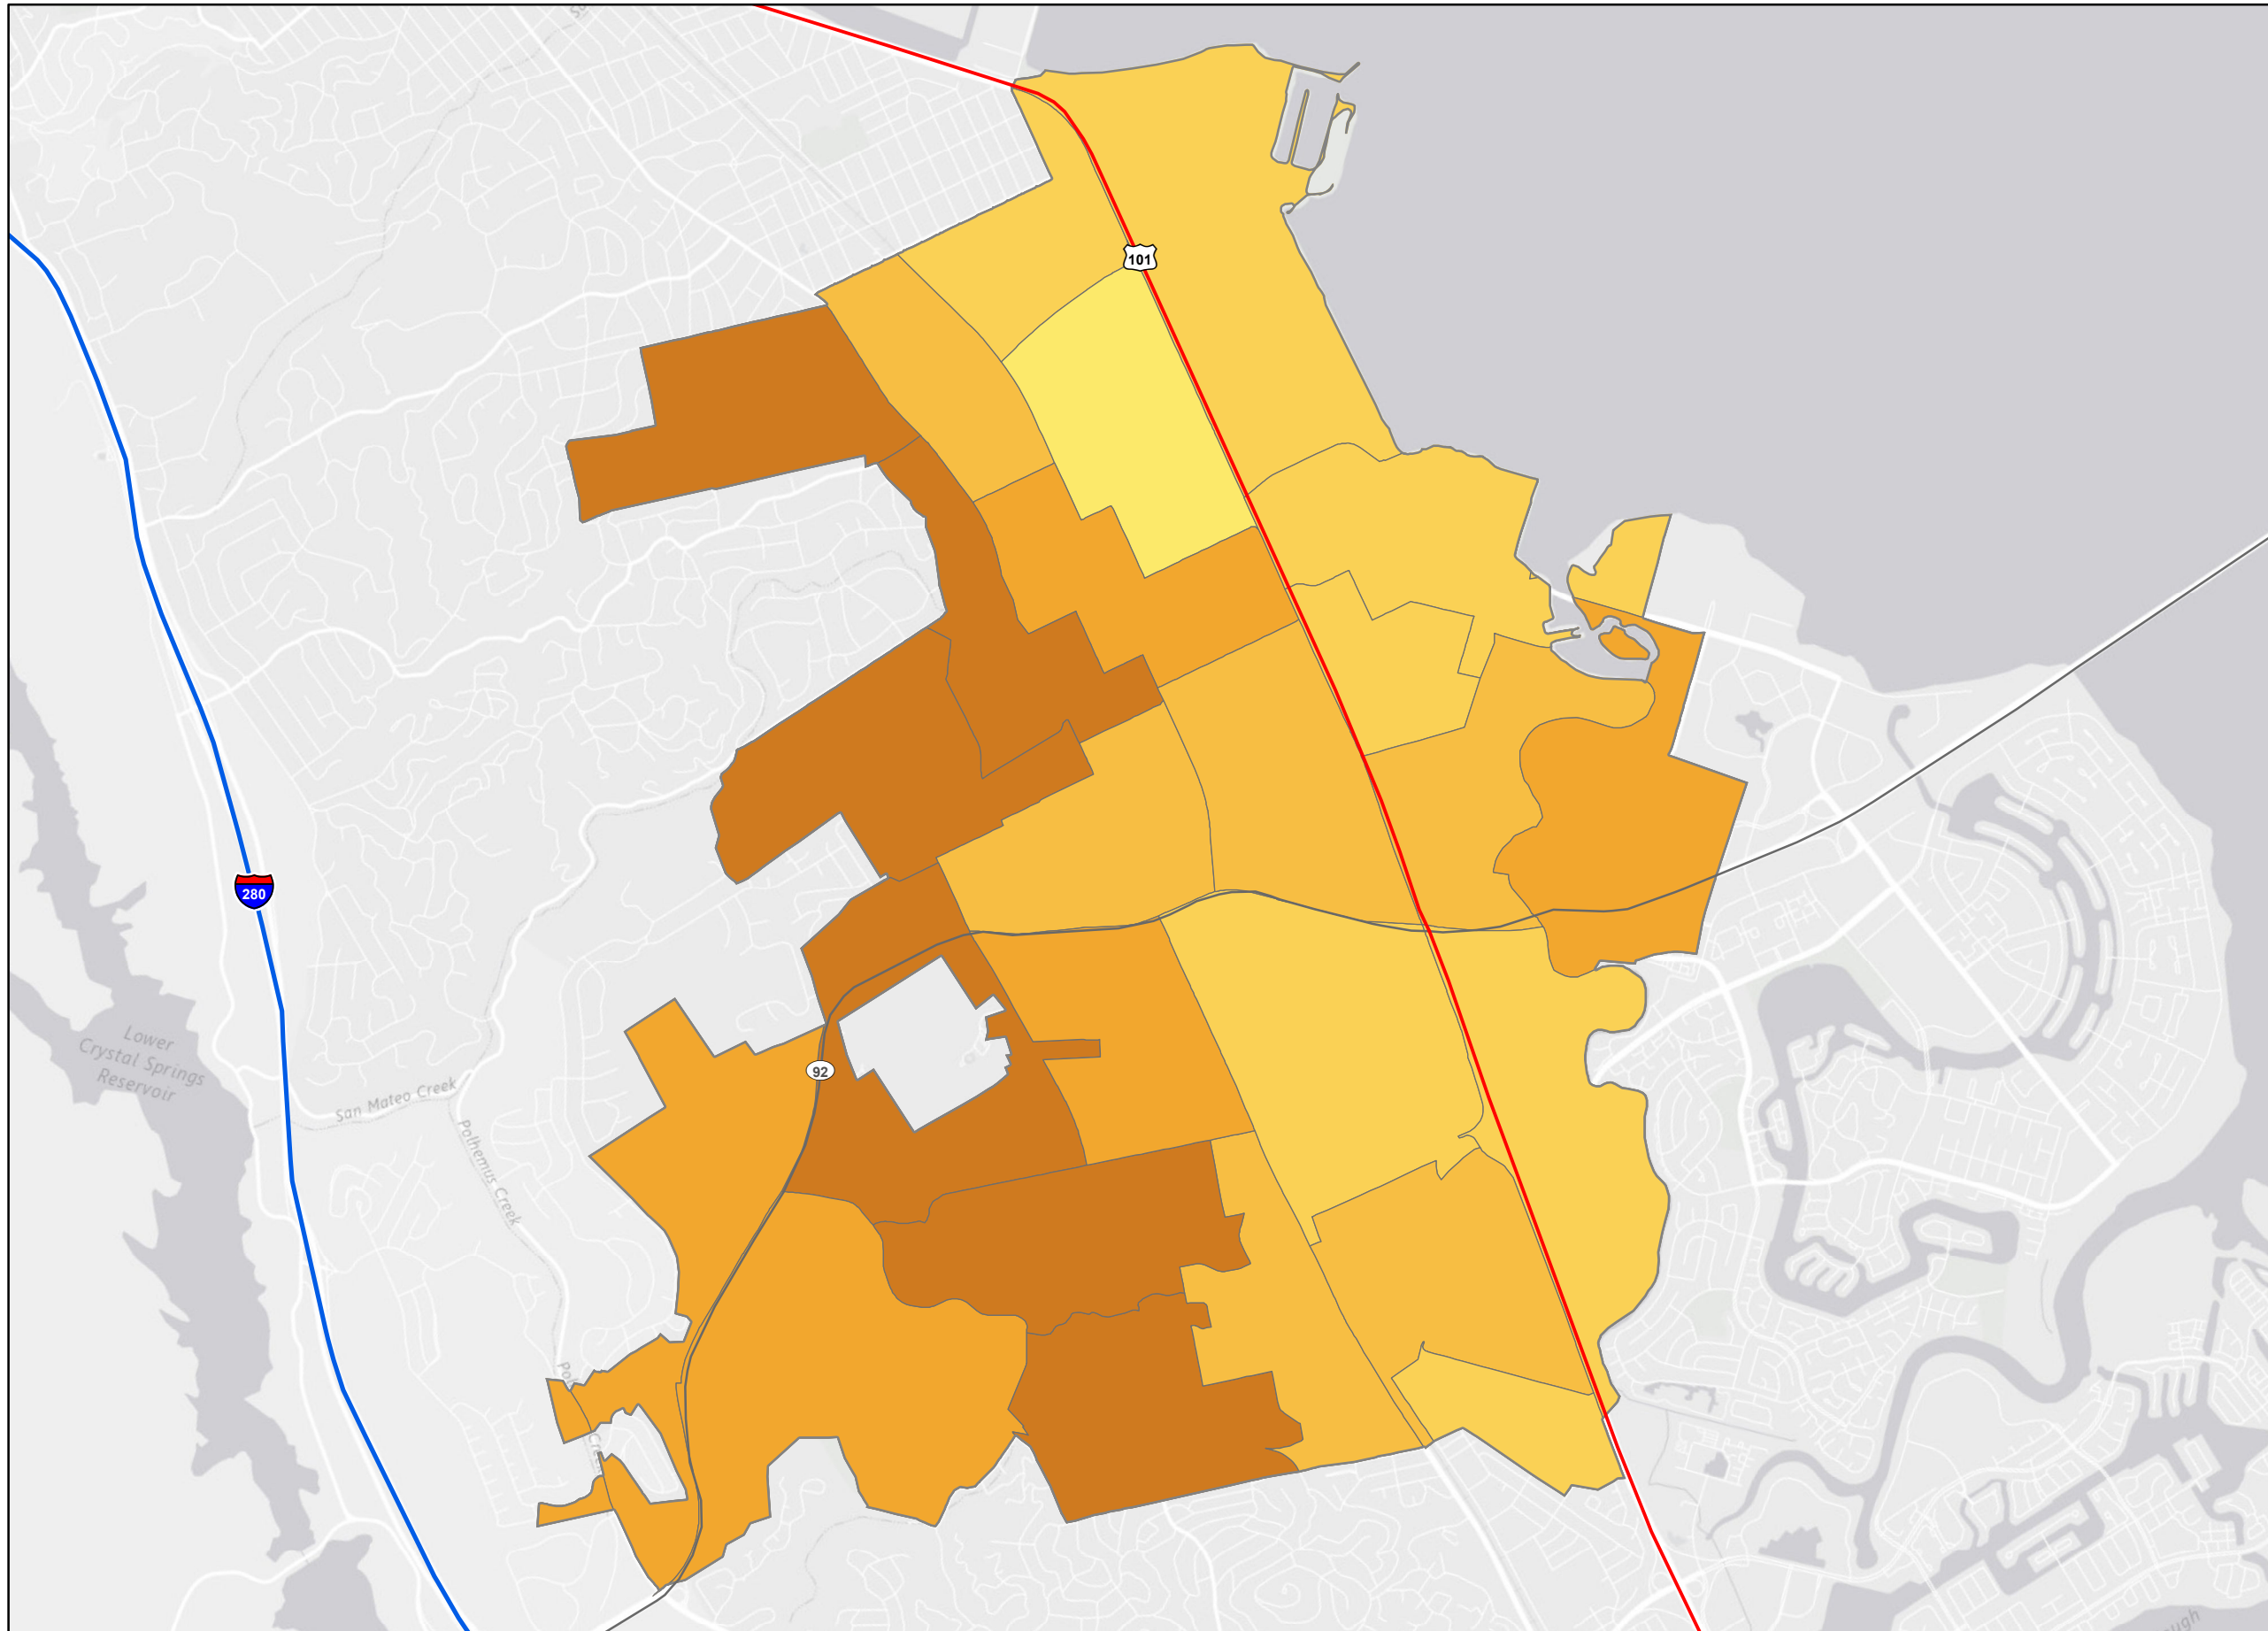 101
280
Lower
Crystal Springs
Reservoir
San Mateo Creek
92
Polhemus Creek